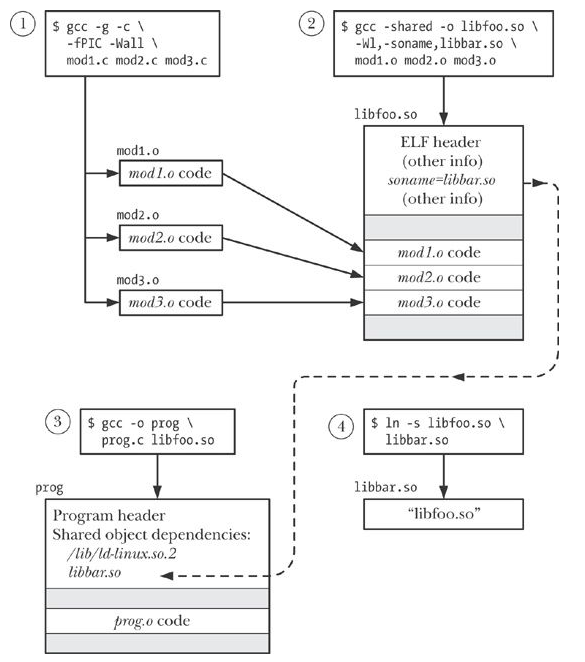 1
$ gcc -g -c \
-fPIC -Wall \
mod1.c mod2.c mod3.c
2
$ gcc -shared -o libfoo.so \
-Wl,-soname,libbar.so \
mod1.o mod2.o mod3.o
libfoo.so
ELF header
(other info)
soname=libbar.so
(other info)
mod1.o code
mod2.o code
mod3.o code
mod1.o
mod1.o code
mod2.o
mod2.o code
mod3.o
mod3.o code
3
$ gcc -o prog \
prog.c libfoo.so
prog
Program header
Shared object dependencies:
/lib/ld-linux.so.2
libbar.so
prog.o code
4
$ ln -s libfoo.so \
libbar.so
libbar.so
“libfoo.so”